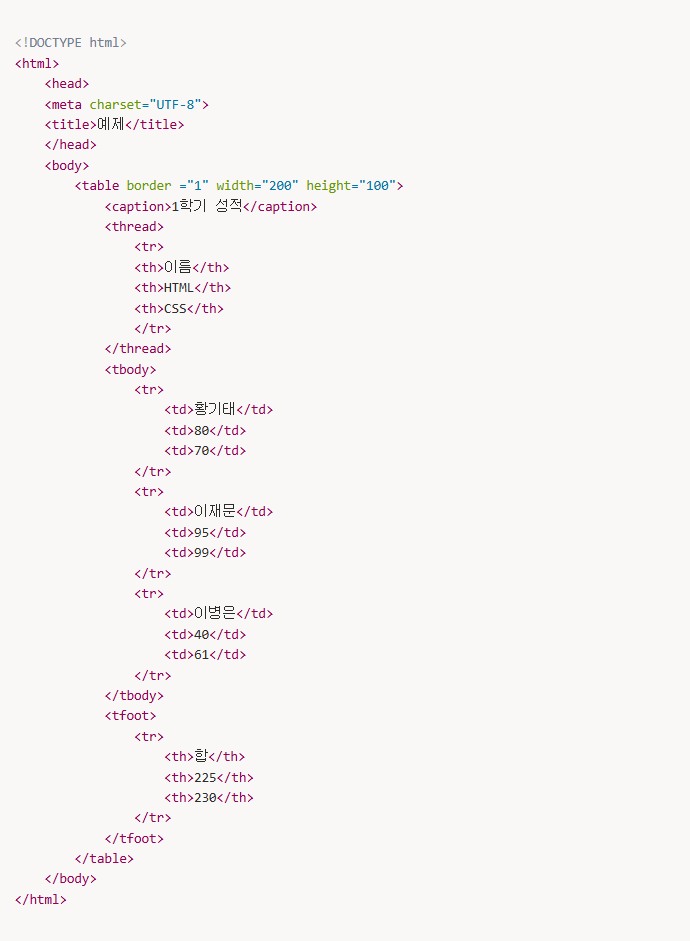 <!DOCTYPE html>
<html>
    <head>
    <meta charset="UTF-8">
    <title>예제</title>
    </head>
    <body>
        <table border ="1" width="200" height="100">
            <caption>1학기 성적</caption>
            <thread>
                <tr>
                <th>이름</th>
                <th>HTML</th>
                <th>CSS</th>
                </tr>
            </thread>
            <tbody>
                <tr>
                    <td>황기태</td>
                    <td>80</td>
                    <td>70</td>
                </tr>
                <tr>
                    <td>이재문</td>
                    <td>95</td>
                    <td>99</td>
                </tr>
                <tr>
                    <td>이병은</td>
                    <td>40</td>
                    <td>61</td>
                </tr>
            </tbody>
            <tfoot>
                <tr>
                    <th>합</th>
                    <th>225</th>
                    <th>230</th>
                </tr>
            </tfoot>
        </table>
    </body>
</html>